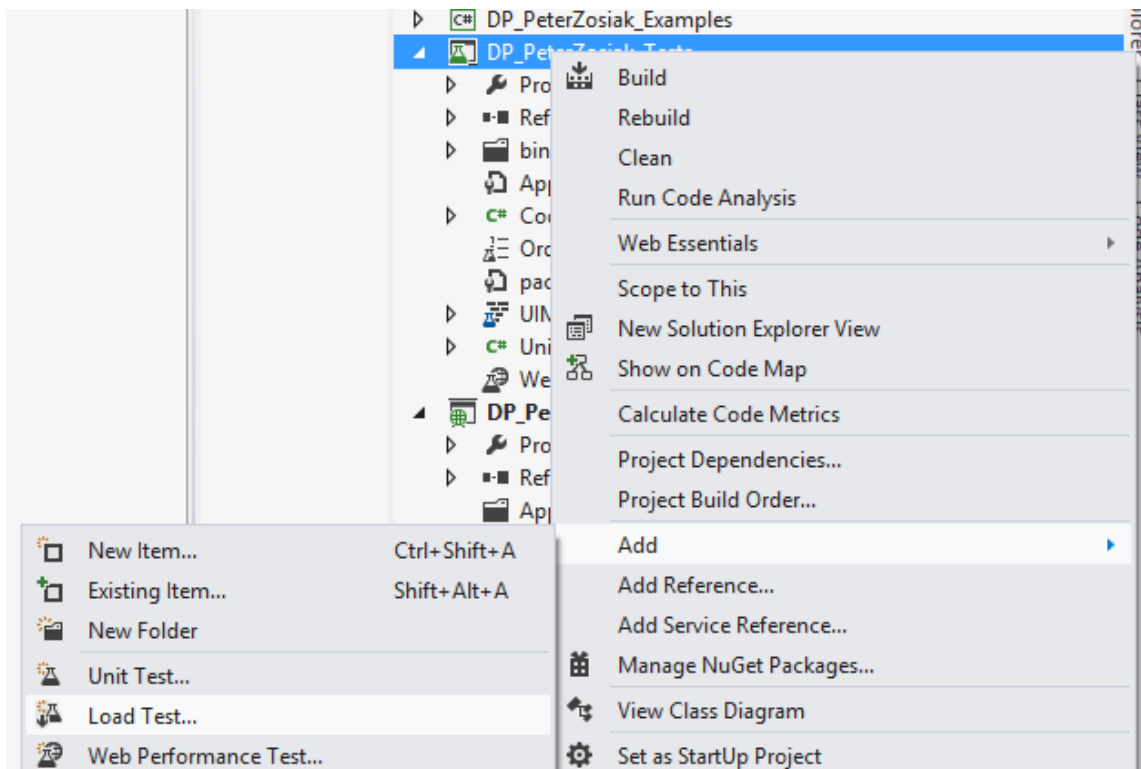 DP_PeterZosiak_Examples
DP_PeterZosiak_Tests
Build
Rebuild
bin
Clean
Run Code Analysis
Web Essentials
Scope to This
New Solution Explorer View
Show on Code Map
Calculate Code Metrics
Project Dependencies...
Project Build Order...
Add
Add Reference...
Add Service Reference...
Manage NuGet Packages...
View Class Diagram
Set as StartUp Project
New Item... Ctrl+Shift+A
Existing Item... Shift+Alt+A
New Folder
Unit Test...
Load Test...
Web Performance Test...